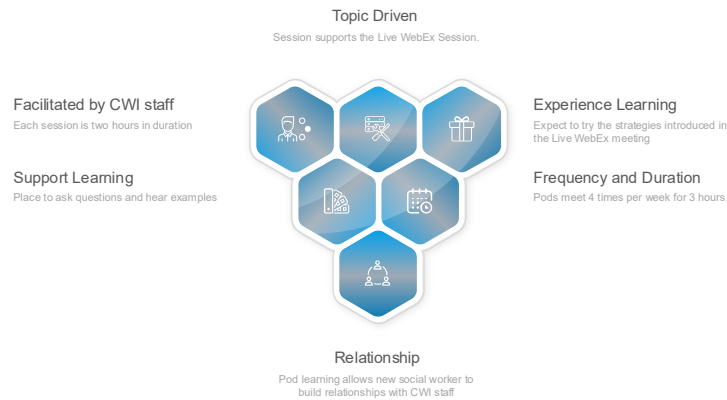 Topic Driven
Session supports the Live WebEx Session.
Facilitated by CWI staff
Each session is two hours in duration
Experience Learning
Expect to try the strategies introduced in
the Live WebEx meeting
Support Learning
Place to ask questions and hear examples
Frequency and Duration
Pods meet 4 times per week for 3 hours.
Relationship
Pod learning allows new social worker to
build relationships with CWI staff